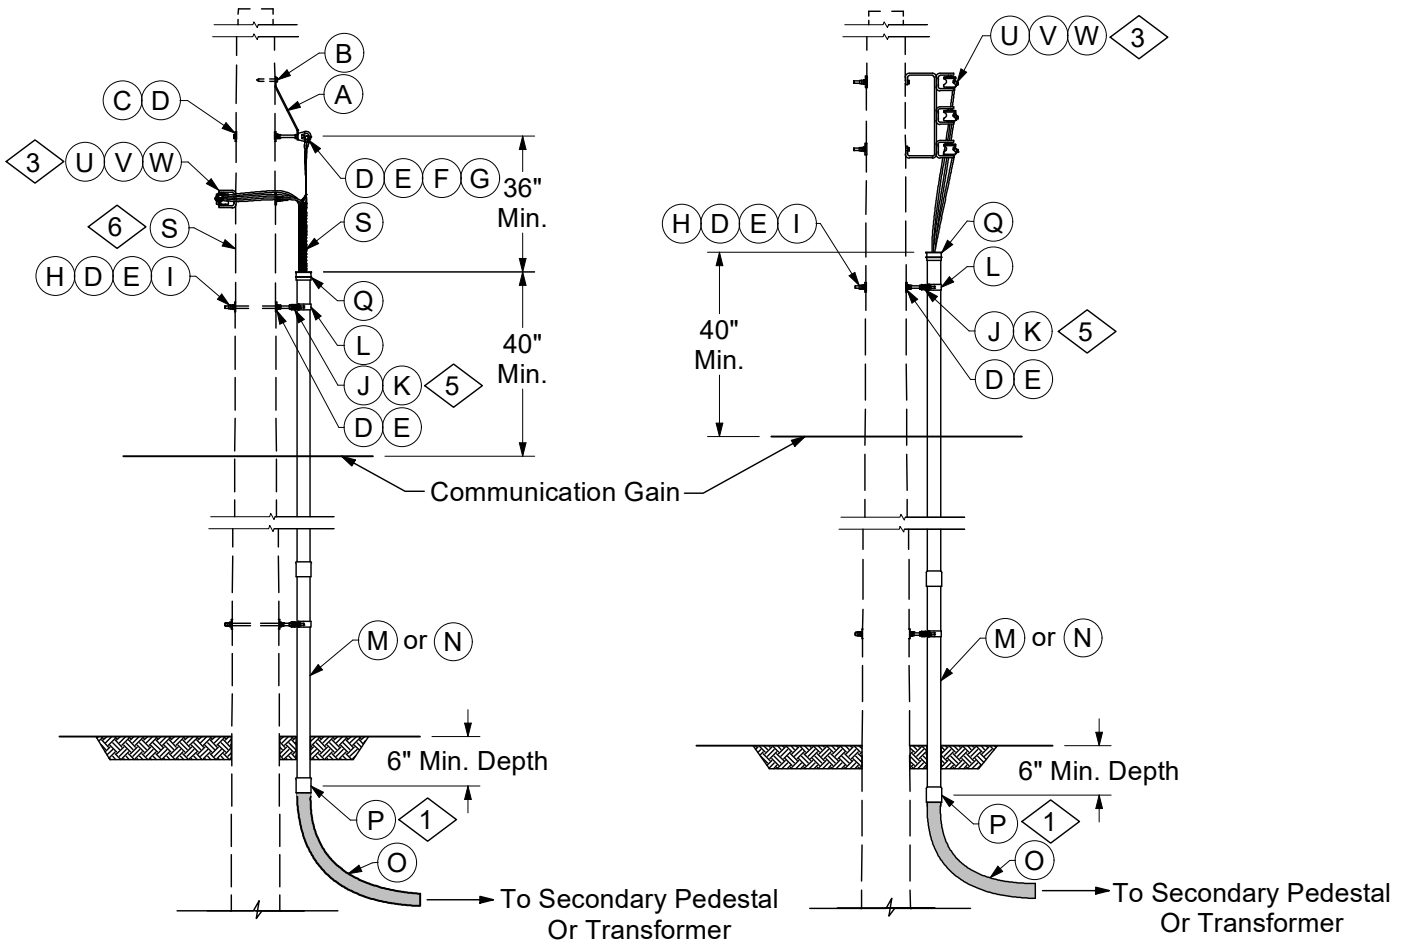 B
A
C D
3 U V W
D E F G
36"
Min.
6 S
S
H D E I
Q
L
40"
Min.
J K 5
D E
Communication Gain
M or N
6" Min. Depth
P 1
O
To Secondary Pedestal
Or Transformer
U V W 3
H D E I
Q
L
40"
Min.
J K 5
D E
M or N
6" Min. Depth
P 1
O
To Secondary Pedestal
Or Transformer